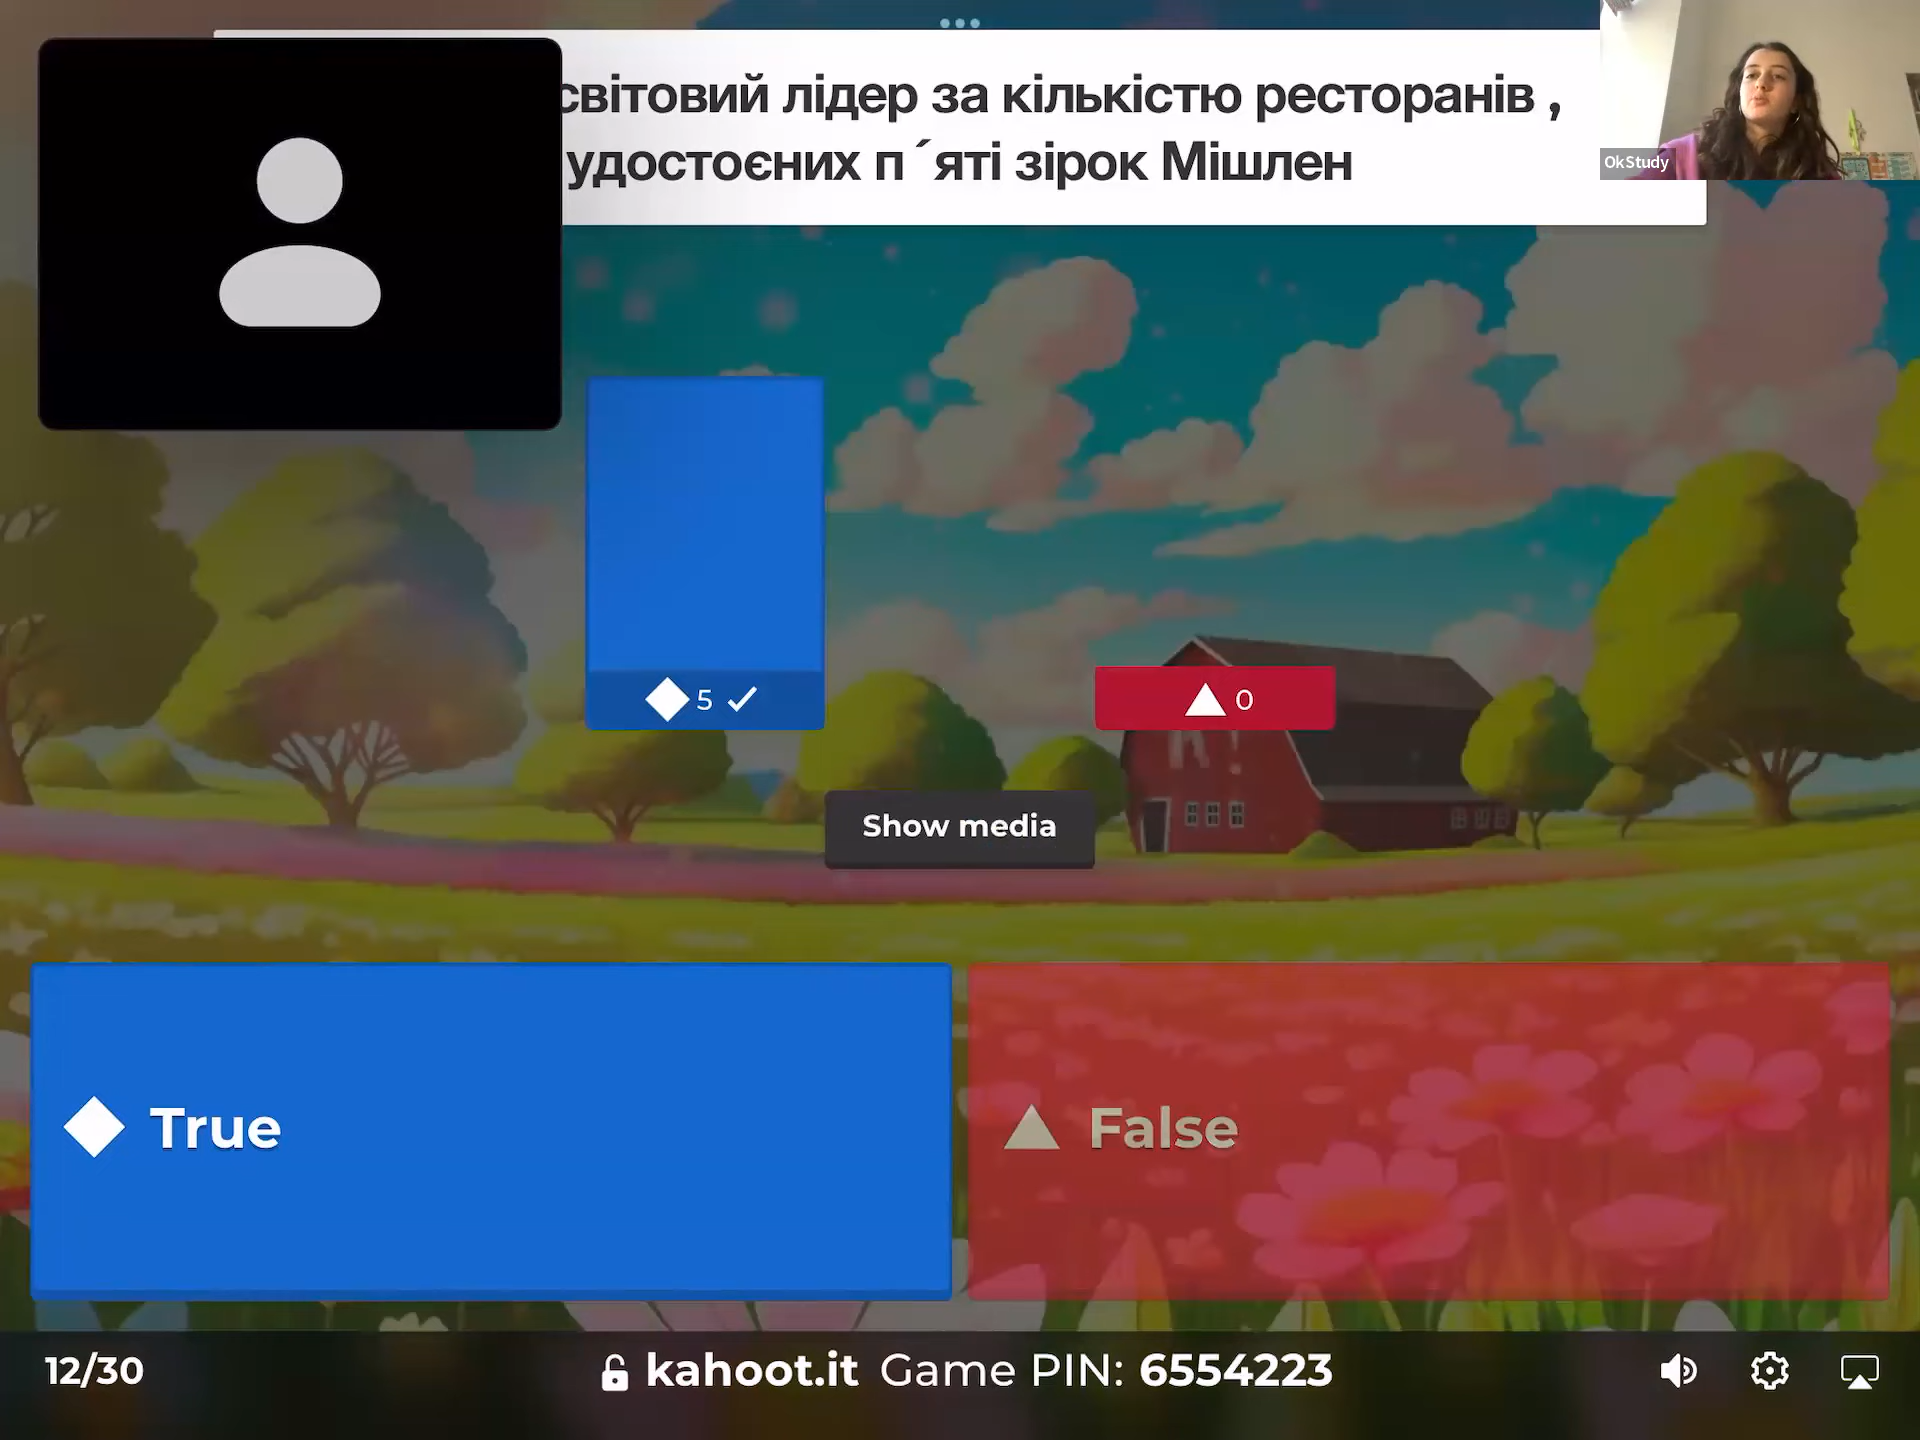 світовий лідер за кількістю ресторанів ,
удостоєних п´яті зірок Мішлен
OkStudy
5
0
Show media
True
False
12/30
kahoot.it Game PIN: 6554223